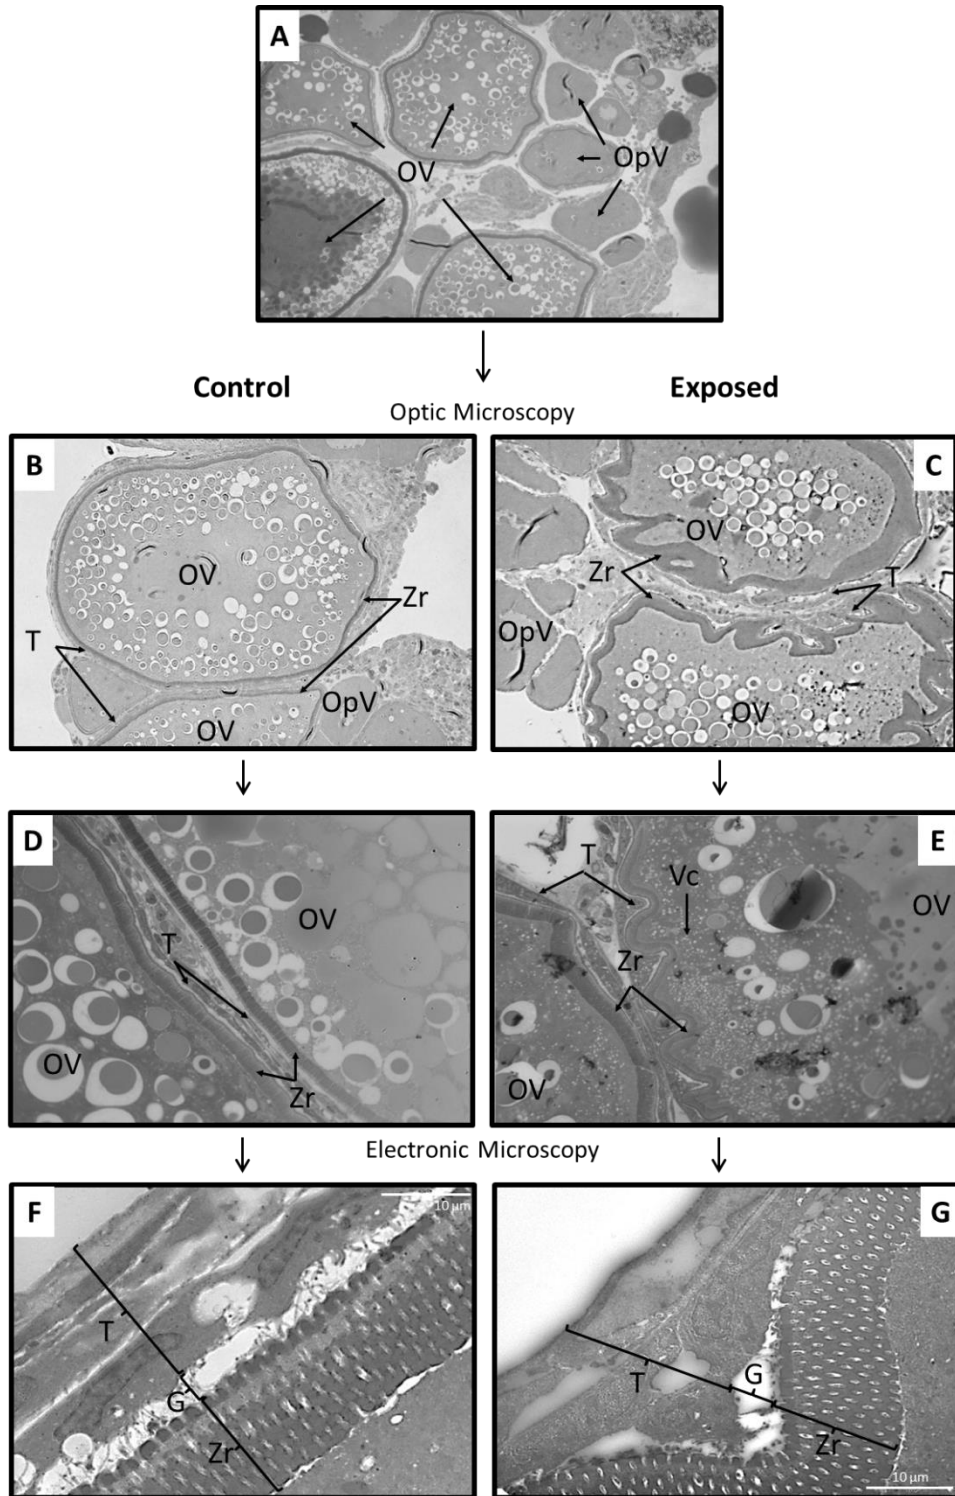 A
OV
OpV
Control
Exposed
Optic Microscopy
B
OV
Zr
T
OpV
OV
C
OV
Zr
T
OpV
OV
D
OV
T
OV
Zr
E
T
Vc
OV
Zr
OV
Electronic Microscopy
F
10 µm
T
G
Zr
G
T
G
Zr
10 µm